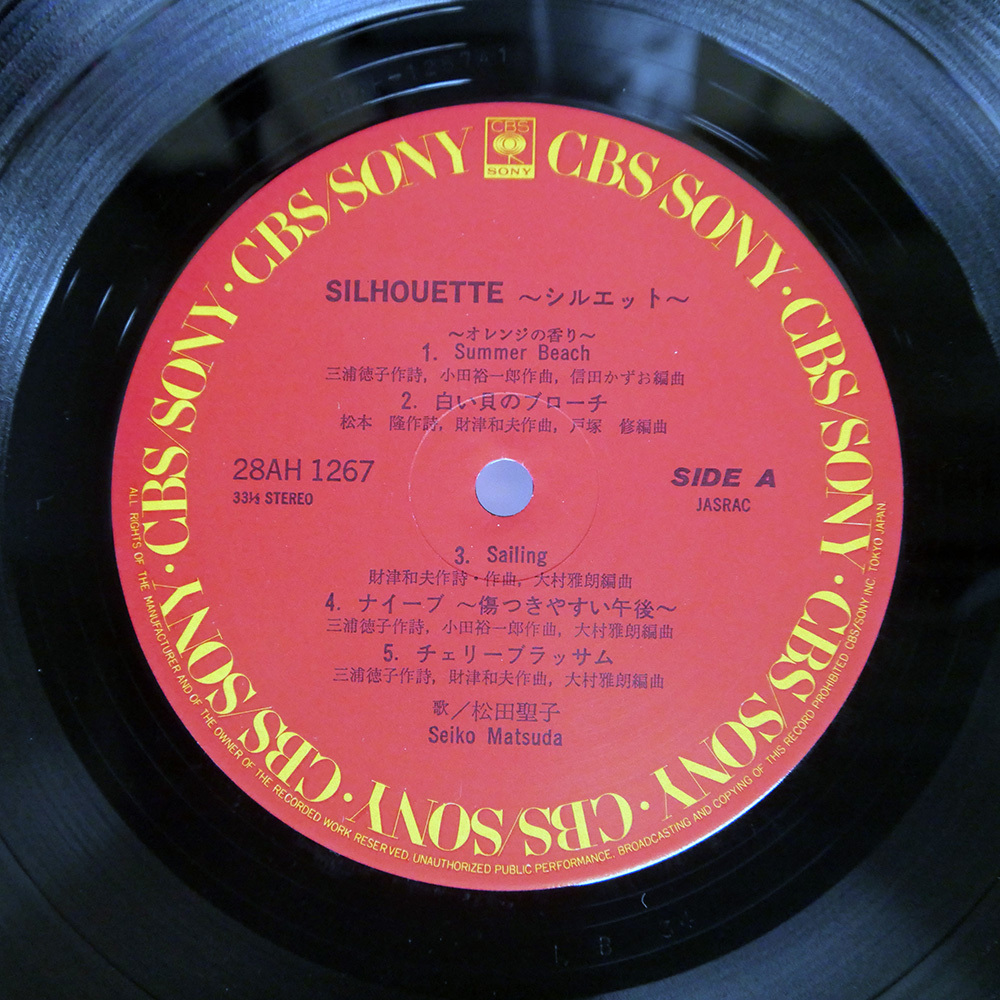 CBS
SONY
CBS/SONY · CBS/SONY · CBS/SONY · CBS/SONY · CBS/SONY · CBS/SONY · CBS/SONY · CBS/SONY
SILHOUETTE ～シルエット～
～オレンジの香り～
1. Summer Beach
三浦徳子作詩, 小田裕一郎作曲, 信田かずお編曲
2. 白い貝のブローチ
松本 隆作詩, 財津和夫作曲, 戸塚 修編曲
28AH 1267
33⅓ STEREO
SIDE A
JASRAC
3. Sailing
財津和夫作詩・作曲, 大村雅朗編曲
4. ナイーブ ～傷つきやすい午後～
三浦徳子作詩, 小田裕一郎作曲, 大村雅朗編曲
5. チェリーブラッサム
三浦徳子作詩, 財津和夫作曲, 大村雅朗編曲
歌／松田聖子
Seiko Matsuda
ALL RIGHTS OF THE MANUFACTURER AND OF THE OWNER OF THE RECORDED WORK RESERVED. UNAUTHORIZED PUBLIC PERFORMANCE, BROADCASTING AND COPYING OF THIS RECORD PROHIBITED CBS/SONY INC. TOKYO JAPAN